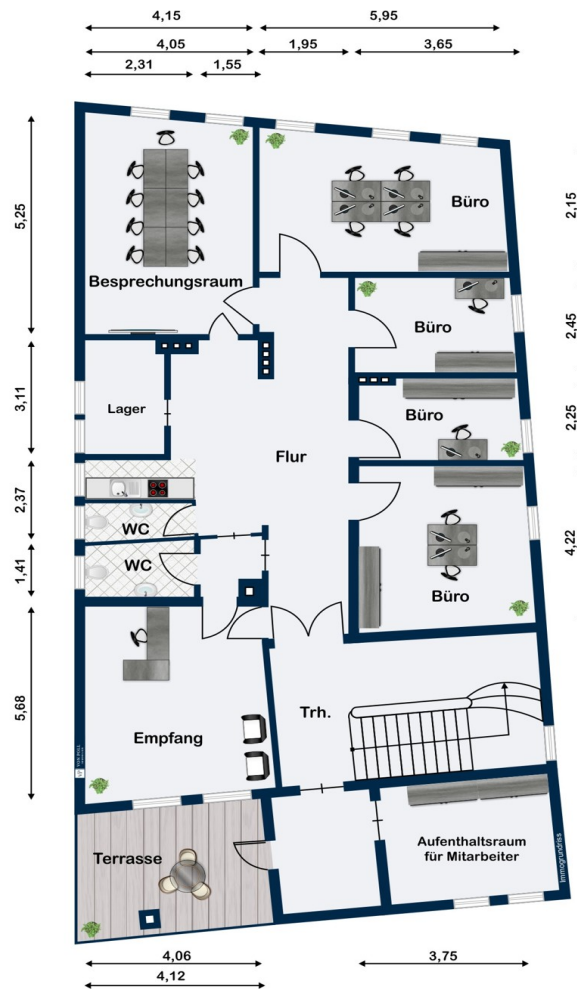 4,15
5,95
4,05
1,95
3,65
2,31
1,55
5,25
3,11
2,37
1,41
5,68
2,15
2,45
2,25
4,22
Besprechungsraum
Büro
Büro
Lager
Büro
Flur
WC
WC
Büro
Trh.
Empfang
Aufenthaltsraum
für Mitarbeiter
Terrasse
Immogrundriss
VON POLL
4,06
3,75
4,12